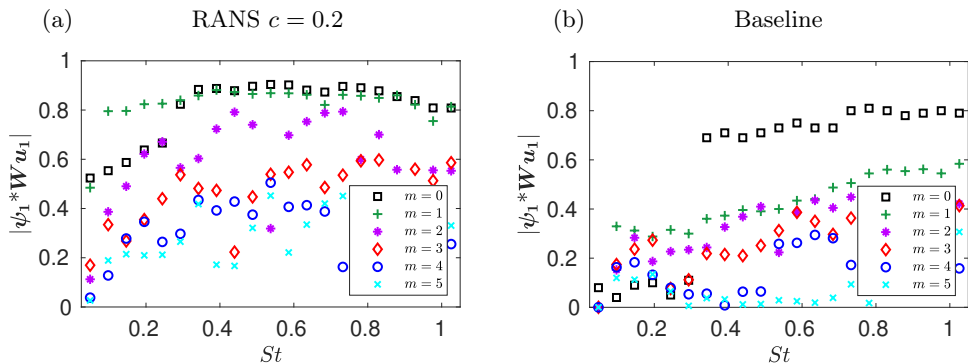 (a) RANS c = 0.2
1
0.8
0.6
0.4
0.2
0
0.2 0.4 0.6 0.8 1
St
|ψ₁*Wu₁|
m = 0
m = 1
m = 2
m = 3
m = 4
m = 5
(b) Baseline
1
0.8
0.6
0.4
0.2
0
0.2 0.4 0.6 0.8 1
St
|ψ₁*Wu₁|
m = 0
m = 1
m = 2
m = 3
m = 4
m = 5